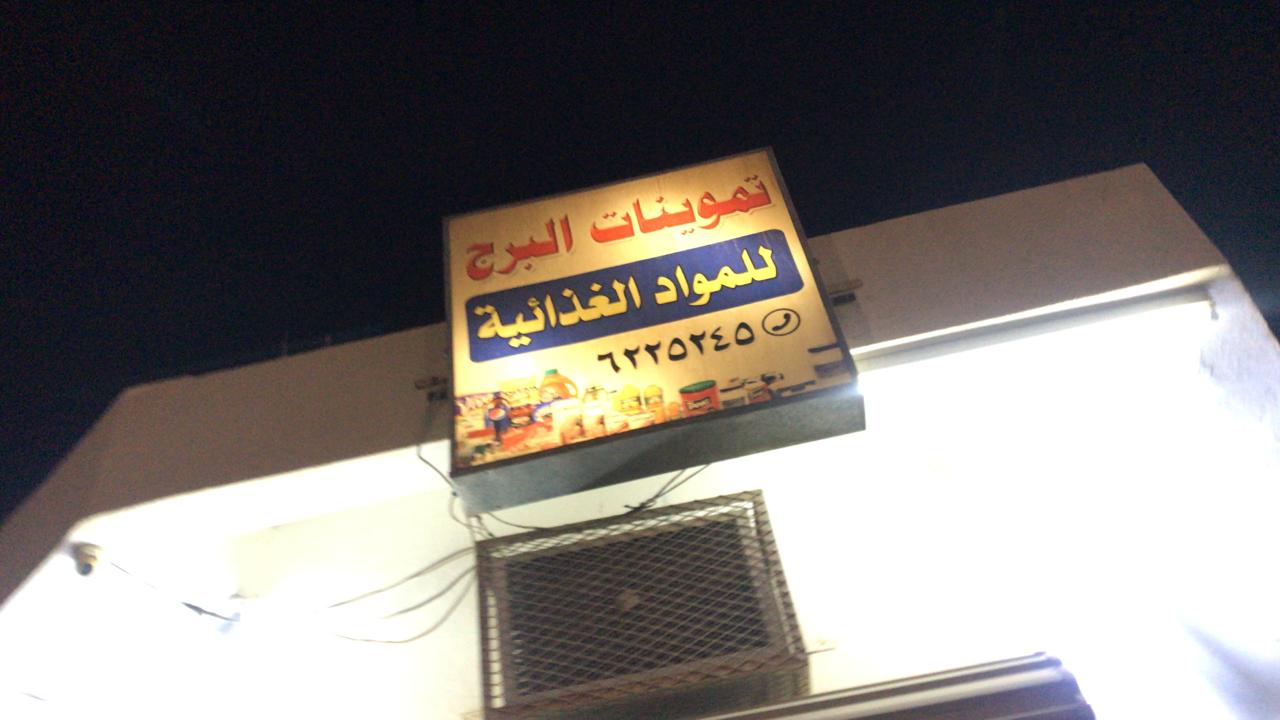 تموينات البرج
للمواد الغذائية
٦٢٢٥٢٤٥